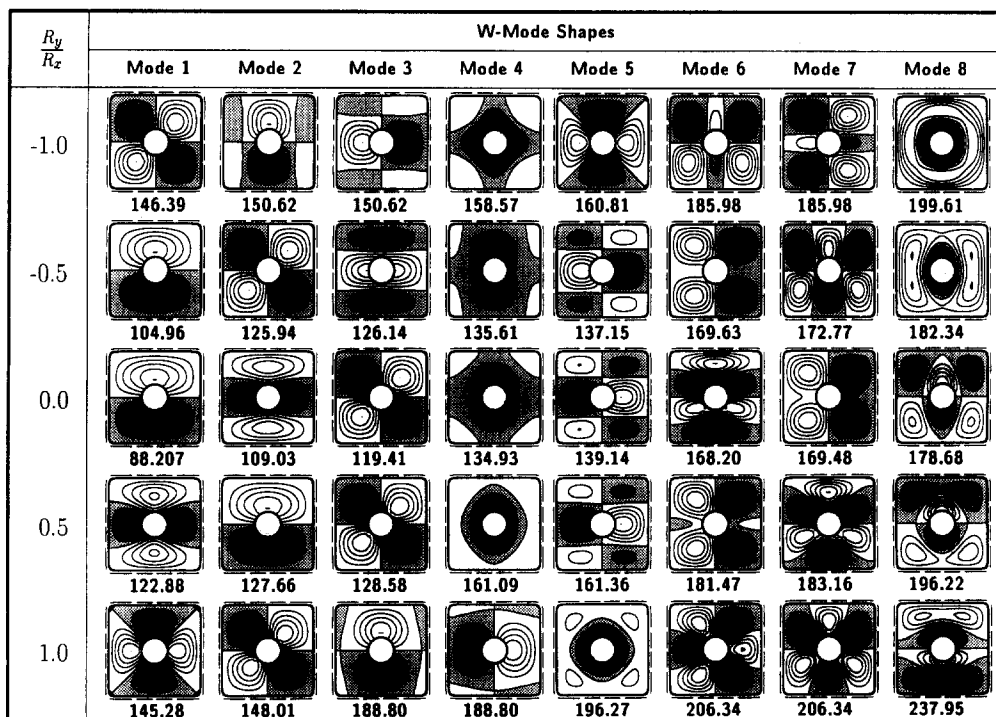 W-Mode Shapes
R_y
R_x
Mode 1 Mode 2 Mode 3 Mode 4 Mode 5 Mode 6 Mode 7 Mode 8
-1.0
146.39 150.62 150.62 158.57 160.81 185.98 185.98 199.61
-0.5
104.96 125.94 126.14 135.61 137.15 169.63 172.77 182.34
0.0
88.207 109.03 119.41 134.93 139.14 168.20 169.48 178.68
0.5
122.88 127.66 128.58 161.09 161.36 181.47 183.16 196.22
1.0
145.28 148.01 188.80 188.80 196.27 206.34 206.34 237.95